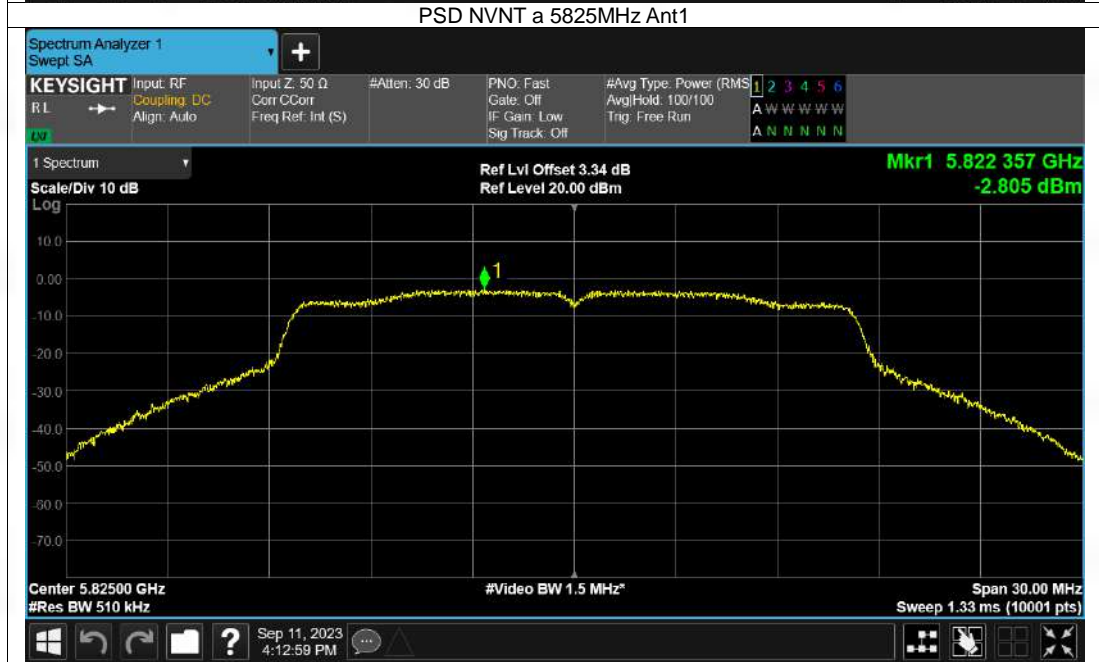 PSD NVNT a 5825MHz Ant1
Spectrum Analyzer 1
Swept SA
+
KEYSIGHT Input: RF Input Z: 50 Ω #Atten: 30 dB PNO: Fast #Avg Type: Power (RMS 1 2 3 4 5 6
RL Coupling: DC Corr CCorr Gate: Off Avg|Hold: 100/100 A W W W W W
Align: Auto Freq Ref: Int (S) IF Gain: Low Trig: Free Run
LXI Sig Track: Off A N N N N N
1 Spectrum Ref Lvl Offset 3.34 dB Mkr1 5.822 357 GHz
Scale/Div 10 dB Ref Level 20.00 dBm -2.805 dBm
Log
10.0
1
0.00
-10.0
-20.0
-30.0
-40.0
-50.0
-60.0
-70.0
Center 5.82500 GHz #Video BW 1.5 MHz* Span 30.00 MHz
#Res BW 510 kHz Sweep 1.33 ms (10001 pts)
? Sep 11, 2023
4:12:59 PM